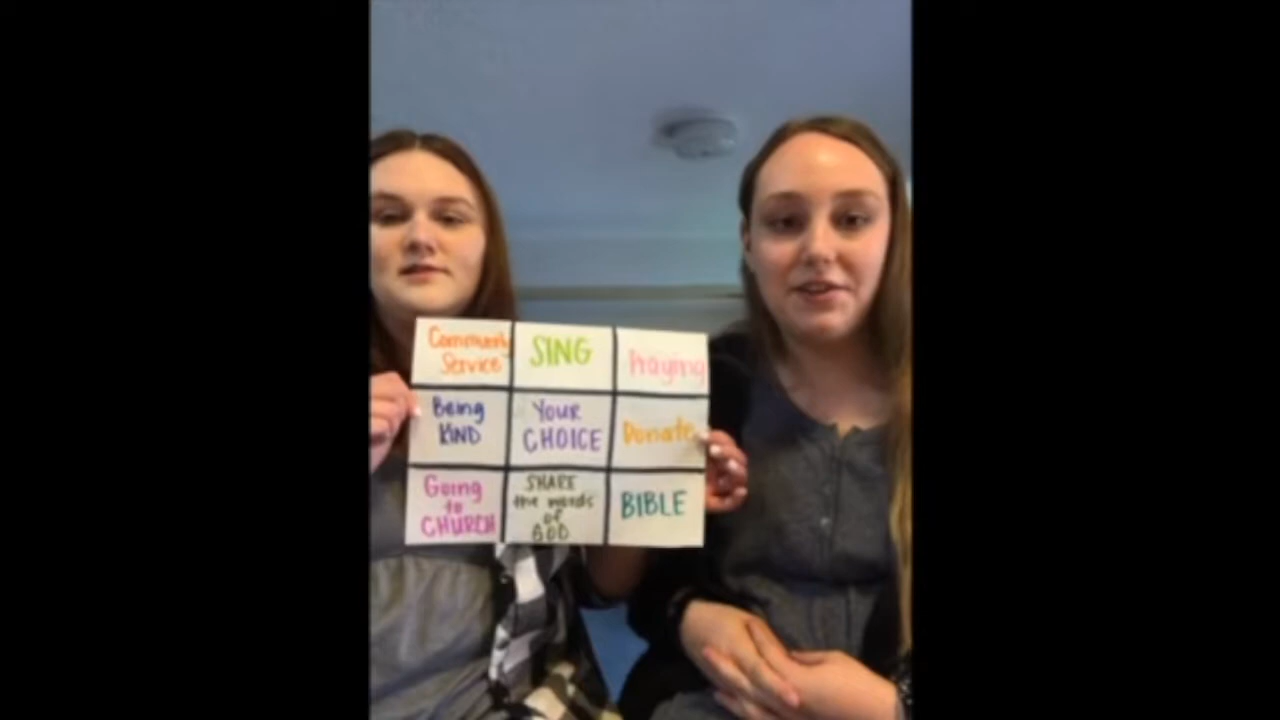 Community
Service
SING
Praying
Being
KIND
YOUR
CHOICE
Donate
Going
to
CHURCH
SHARE
the words
of
GOD
BIBLE